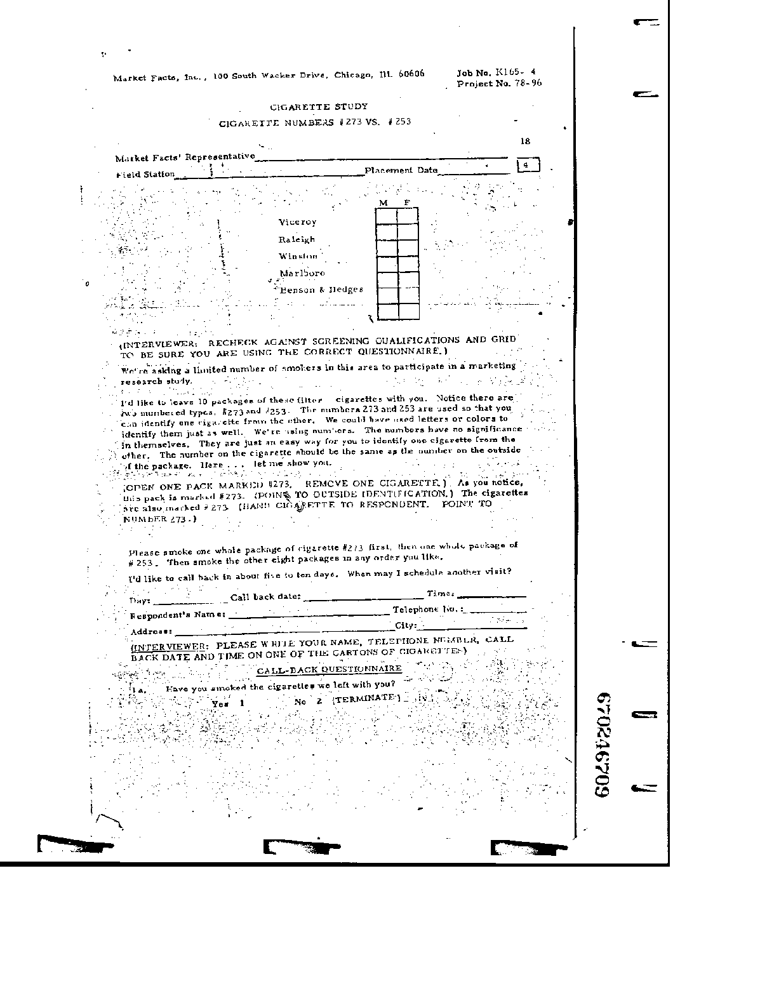 Market Facts, Inc., 100 South Wacker Drive, Chicago, Ill. 60606
Job No. K165- 4
Project No. 78-96
CIGARETTE STUDY
CIGARETTE NUMBERS #273 VS. #253
18
Market Facts' Representative
4
Field Station Placement Date
M F
Viceroy
Raleigh
Winston
Marlboro
Benson & Hedges
(INTERVIEWER: RECHECK AGAINST SCREENING QUALIFICATIONS AND GRID
TO BE SURE YOU ARE USING THE CORRECT QUESTIONNAIRE.)
We're asking a limited number of smokers in this area to participate in a marketing
research study.
I'd like to leave 10 packages of these filter cigarettes with you. Notice there are
two numbered types, #273 and #253. The numbers 273 and 253 are used so that you
can identify one cigarette from the other. We could have used letters or colors to
identify them just as well. We're using numbers. The numbers have no significance
in themselves. They are just an easy way for you to identify one cigarette from the
other. The number on the cigarette should be the same as the number on the outside
of the package. Here . . . let me show you.
(OPEN ONE PACK MARKED #273. REMOVE ONE CIGARETTE.) As you notice,
this pack is marked #273. (POINT TO OUTSIDE IDENTIFICATION.) The cigarettes
are also marked #273 (HAND CIGARETTE TO RESPONDENT. POINT TO
NUMBER 273.)
Please smoke one whole package of cigarette #273 first, then one whole package of
#253. Then smoke the other eight packages in any order you like.
I'd like to call back in about five to ten days. When may I schedule another visit?
Day: Call back date: Time:
Respondent's Name: Telephone No.:
Address: City:
(INTERVIEWER: PLEASE WRITE YOUR NAME, TELEPHONE NUMBER, CALL
BACK DATE AND TIME ON ONE OF THE CARTONS OF CIGARETTES)
CALL-BACK QUESTIONNAIRE
1a. Have you smoked the cigarettes we left with you?
Yes 1 No 2 (TERMINATE)
670246709